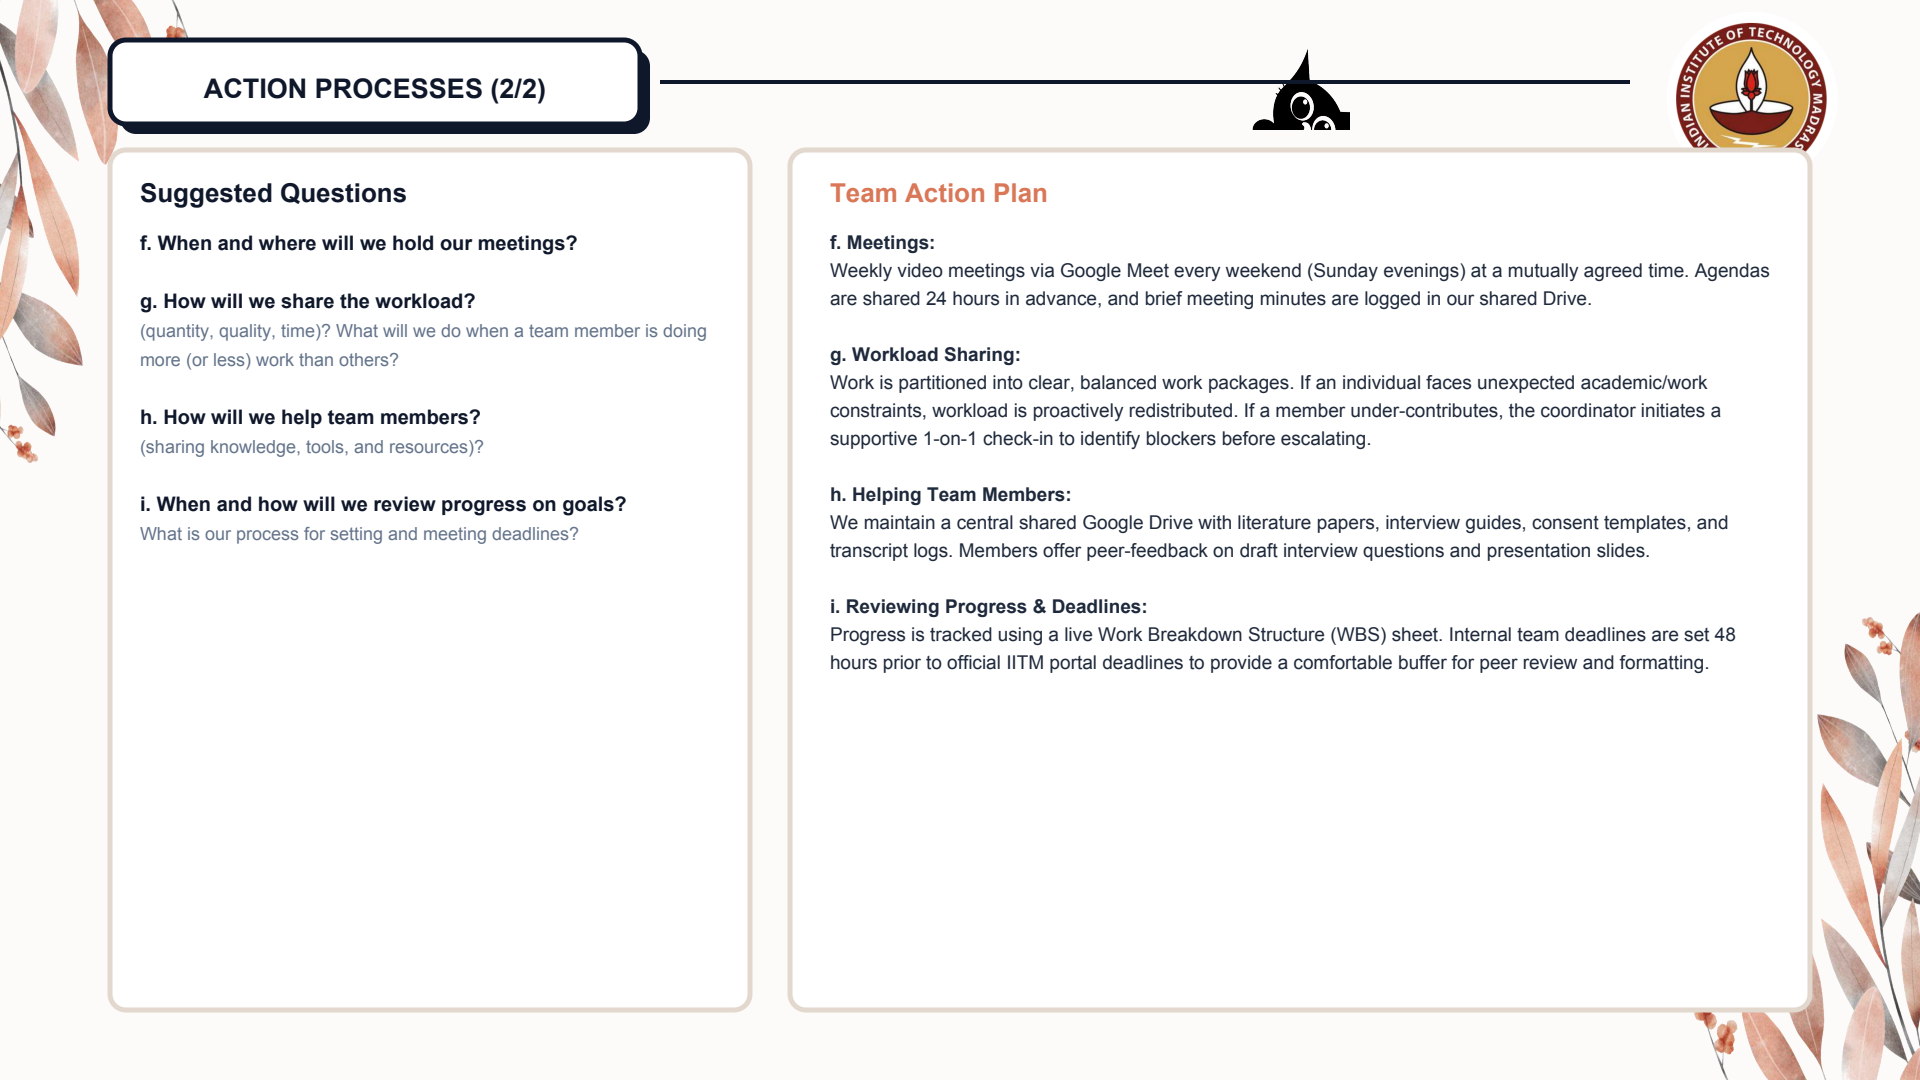 ACTION PROCESSES (2/2)
INDIAN INSTITUTE OF TECHNOLOGY MADRAS
Suggested Questions
f. When and where will we hold our meetings?
g. How will we share the workload?
(quantity, quality, time)? What will we do when a team member is doing
more (or less) work than others?
h. How will we help team members?
(sharing knowledge, tools, and resources)?
i. When and how will we review progress on goals?
What is our process for setting and meeting deadlines?
Team Action Plan
f. Meetings:
Weekly video meetings via Google Meet every weekend (Sunday evenings) at a mutually agreed time. Agendas
are shared 24 hours in advance, and brief meeting minutes are logged in our shared Drive.
g. Workload Sharing:
Work is partitioned into clear, balanced work packages. If an individual faces unexpected academic/work
constraints, workload is proactively redistributed. If a member under-contributes, the coordinator initiates a
supportive 1-on-1 check-in to identify blockers before escalating.
h. Helping Team Members:
We maintain a central shared Google Drive with literature papers, interview guides, consent templates, and
transcript logs. Members offer peer-feedback on draft interview questions and presentation slides.
i. Reviewing Progress & Deadlines:
Progress is tracked using a live Work Breakdown Structure (WBS) sheet. Internal team deadlines are set 48
hours prior to official IITM portal deadlines to provide a comfortable buffer for peer review and formatting.